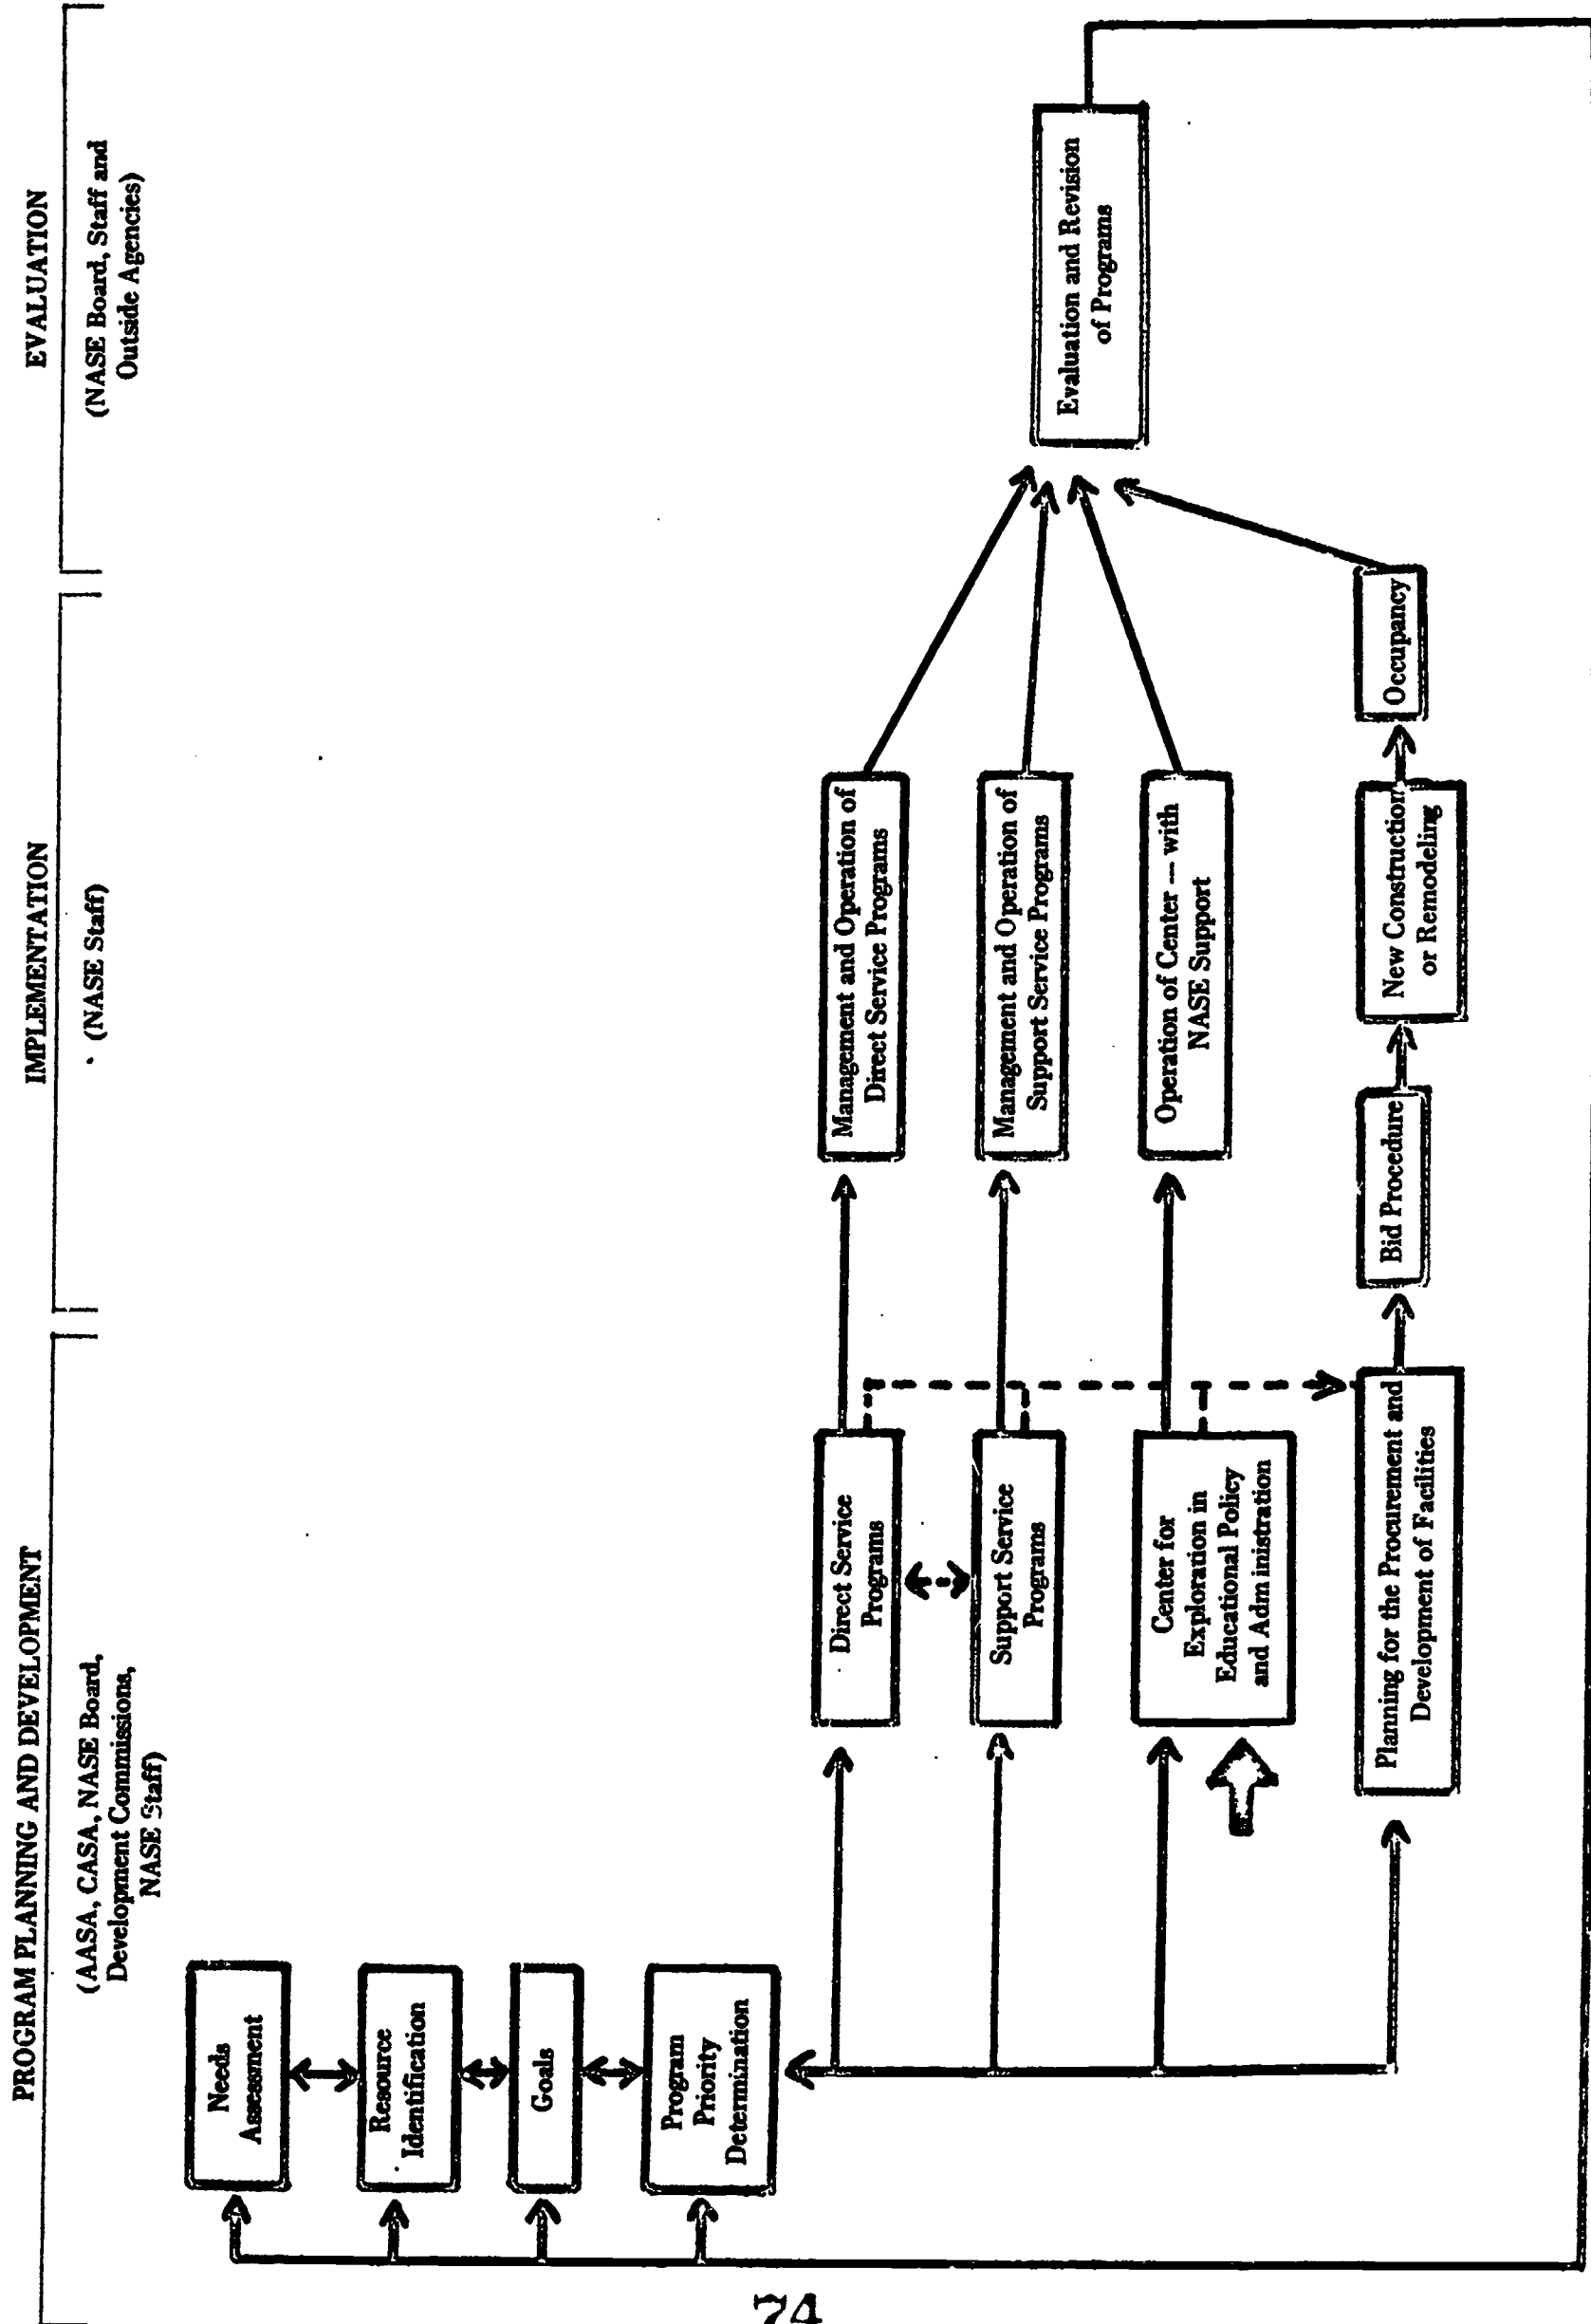 PROGRAM PLANNING AND DEVELOPMENT
(AASA, CASA, NASE Board,
Development Commissions,
NASE Staff)
IMPLEMENTATION
(NASE Staff)
EVALUATION
(NASE Board, Staff and
Outside Agencies)
Needs
Assessment
Resource
Identification
Goals
Program
Priority
Determination
Direct Service
Programs
Support Service
Programs
Center for
Exploration in
Educational Policy
and Administration
Planning for the Procurement and
Development of Facilities
Management and Operation of
Direct Service Programs
Management and Operation of
Support Service Programs
Operation of Center — with
NASE Support
Bid Procedure
New Construction
or Remodeling
Occupancy
Evaluation and Revision
of Programs
74